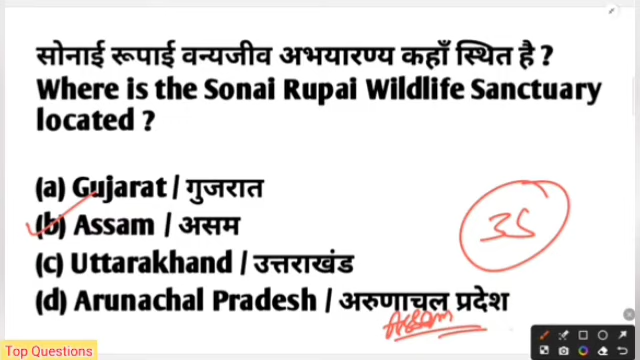 सोनाई रूपाई वन्यजीव अभयारण्य कहाँ स्थित है ?
Where is the Sonai Rupai Wildlife Sanctuary
located ?
(a) Gujarat / गुजरात
(b) Assam / असम
35
(c) Uttarakhand / उत्तराखंड
(d) Arunachal Pradesh / अरुणाचल प्रदेश
Assam
Top Questions